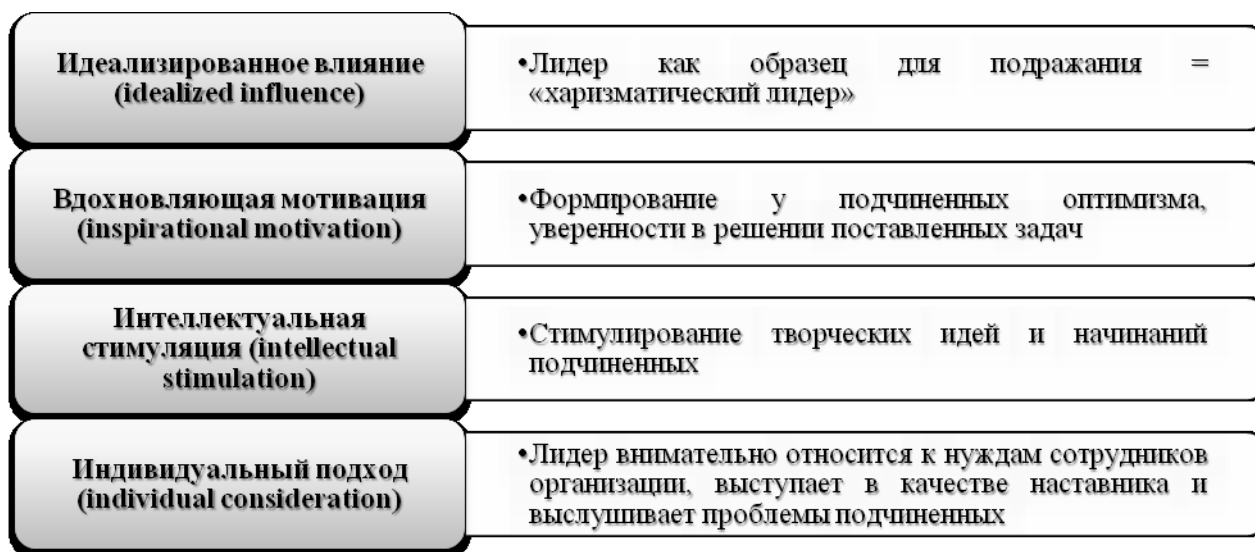 Идеализированное влияние
(idealized influence)
•Лидер как образец для подражания =
«харизматический лидер»
Вдохновляющая мотивация
(inspirational motivation)
•Формирование у подчиненных оптимизма,
уверенности в решении поставленных задач
Интеллектуальная
стимуляция (intellectual
stimulation)
•Стимулирование творческих идей и начинаний
подчиненных
Индивидуальный подход
(individual consideration)
•Лидер внимательно относится к нуждам сотрудников
организации, выступает в качестве наставника и
выслушивает проблемы подчиненных